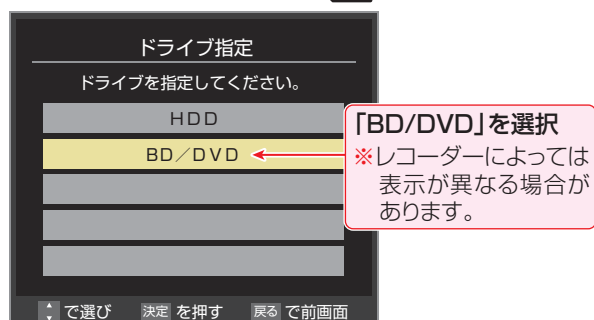 ドライブ指定
ドライブを指定してください。
HDD
BD／DVD
「BD/DVD」を選択
※レコーダーによっては
表示が異なる場合が
あります。
で選び 決定 を押す 戻る で前画面